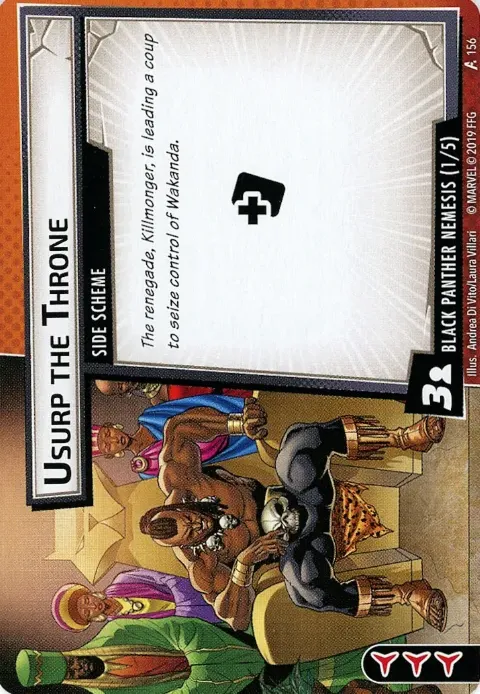 USURP THE THRONE
SIDE SCHEME
The renegade, Killmonger, is leading a coup
to seize control of Wakanda.
3
BLACK PANTHER NEMESIS (1/5)
Illus. Andrea Di Vito/Laura Villari © MARVEL © 2019 FFG 156